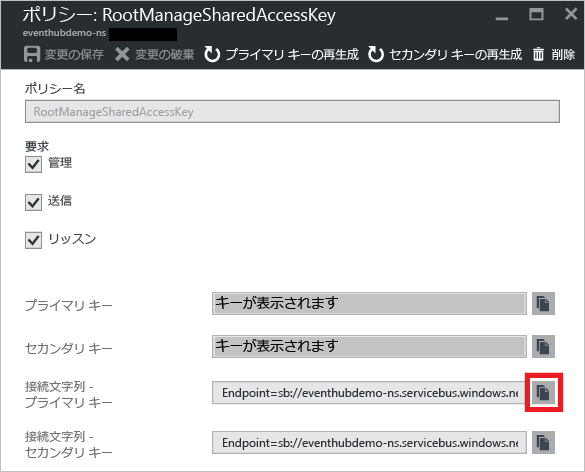 ポリシー: RootManageSharedAccessKey
eventhubdemo-ns
変更の保存 変更の破棄 プライマリ キーの再生成 セカンダリ キーの再生成 削除
ポリシー名
RootManageSharedAccessKey
要求
管理
送信
リッスン
プライマリ キー キーが表示されます
セカンダリ キー キーが表示されます
接続文字列 -
プライマリ キー
Endpoint=sb://eventhubdemo-ns.servicebus.windows.ne
接続文字列 -
セカンダリ キー
Endpoint=sb://eventhubdemo-ns.servicebus.windows.ne